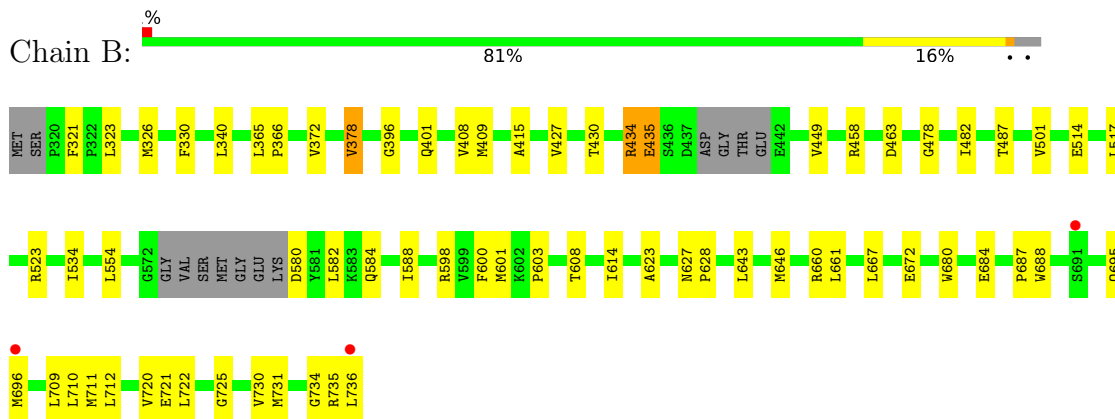 .%
Chain B:
81% 16% • •
MET SER P320 F321 P322 L323 M326 F330 L340 L365 P366 V372 V378 G396 Q401 V408 M409 A415 V427 T430 R434 E435 S436 D437 ASP GLY THR GLU E442 V449 R458 D463 G478 I482 T487 V501 E514
R523 I534 L554 G572 GLY VAL SER MET GLY GLU LYS D580 Y581 L582 K583 Q584 I588 R598 V599 F600 M601 K602 P603 T608 I614 A623 N627 P628 L643 M646 R660 L661 L667 E672 W680 E684 P687 W688 S691
M696 L709 L710 M711 L712 V720 E721 L722 G725 V730 M731 G734 R735 L736